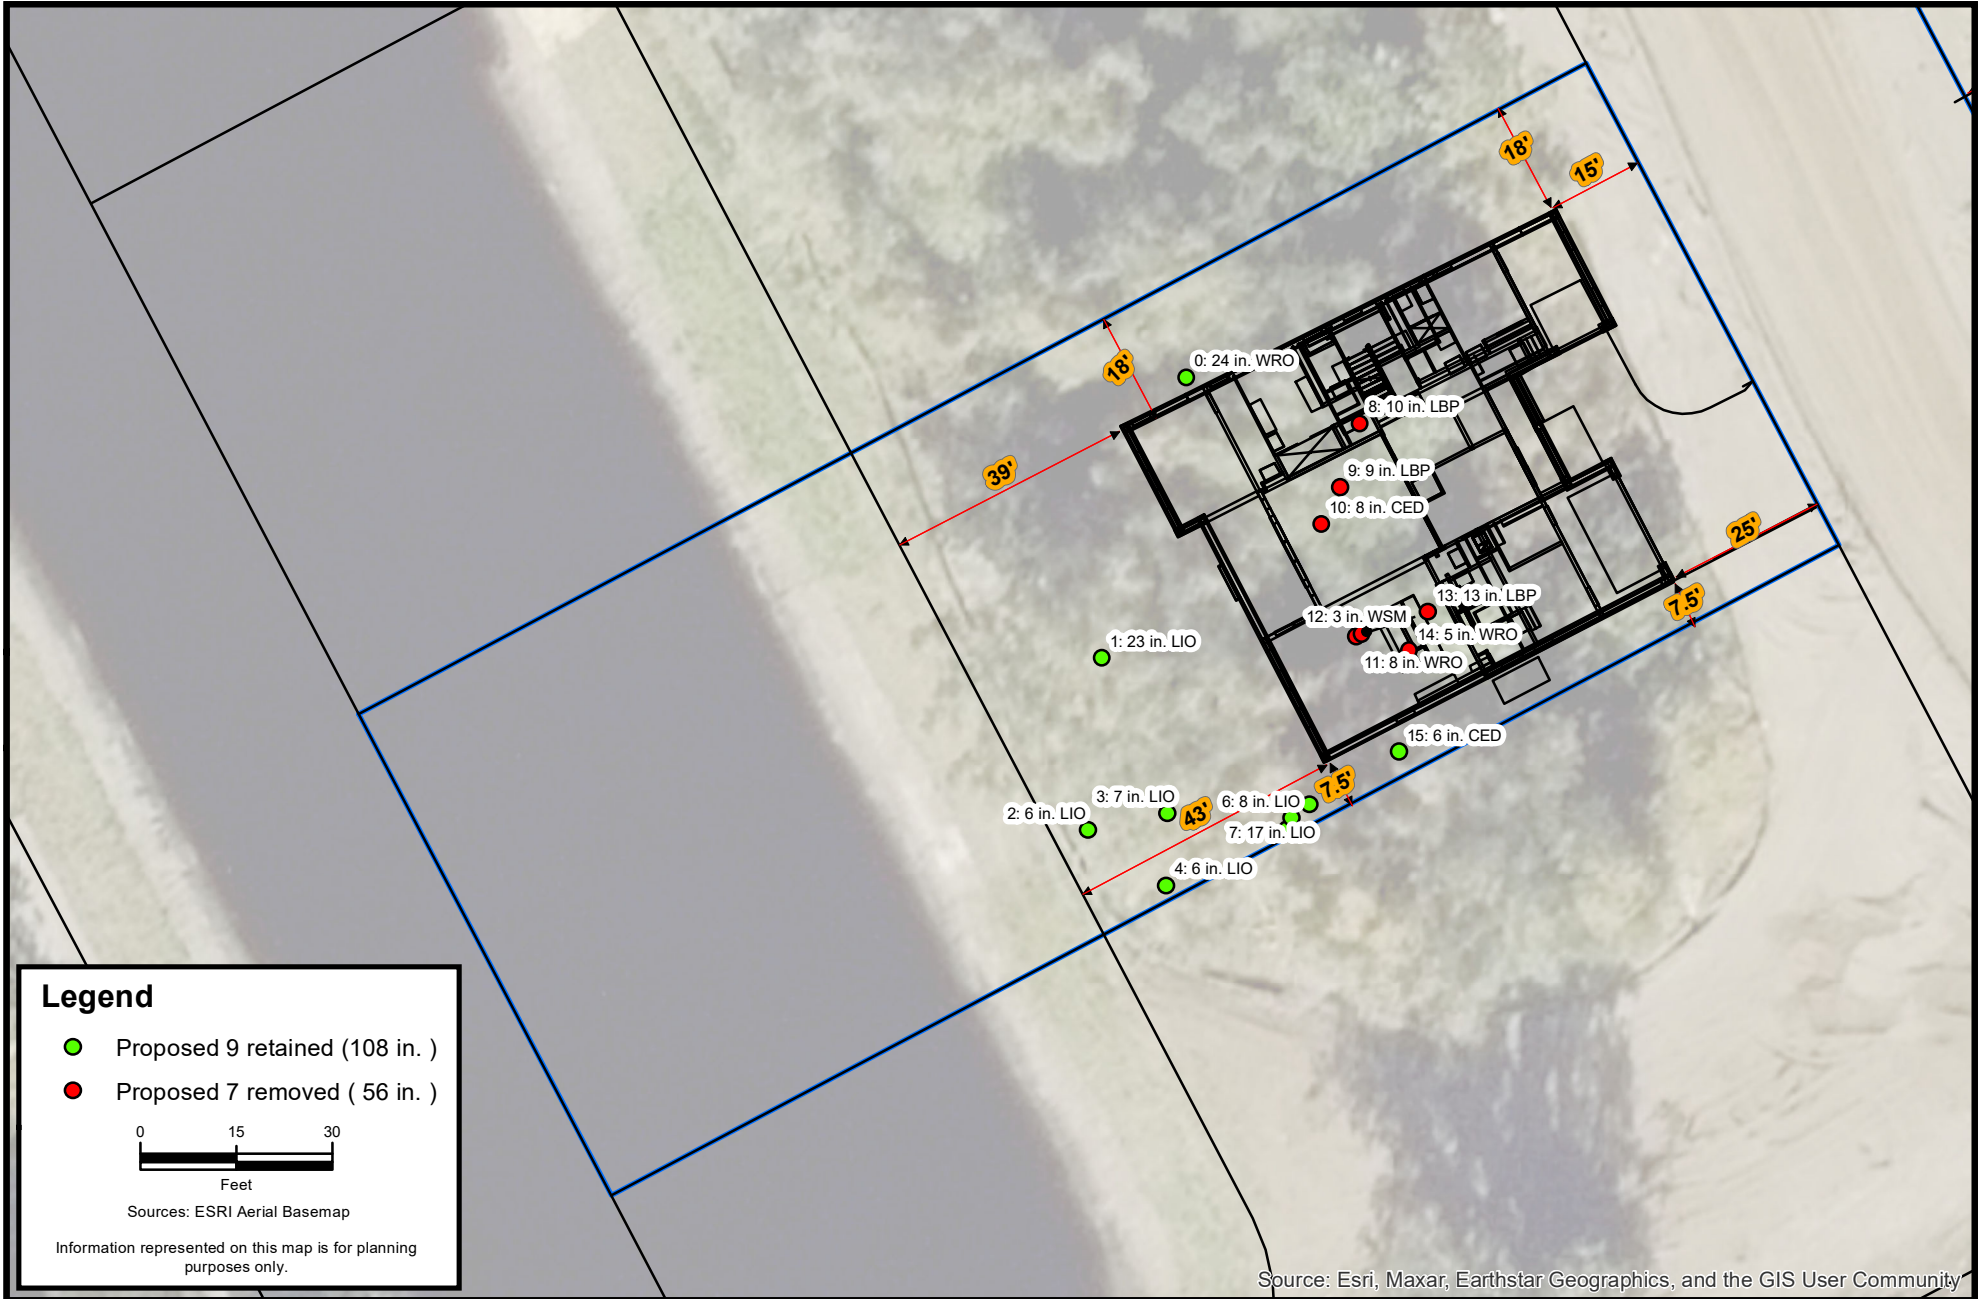 18'
15'
18'
0: 24 in. WRO
39'
8: 10 in. LBP
9: 9 in. LBP
10: 8 in. CED
25'
7.5'
13: 13 in. LBP
12: 3 in. WSM
14: 5 in. WRO
11: 8 in. WRO
1: 23 in. LIO
15: 6 in. CED
7.5'
3: 7 in. LIO
43'
6: 8 in. LIO
2: 6 in. LIO
7: 17 in. LIO
4: 6 in. LIO
Legend
Proposed 9 retained (108 in. )
Proposed 7 removed ( 56 in. )
0 15 30
Feet
Sources: ESRI Aerial Basemap
Information represented on this map is for planning
purposes only.
Source: Esri, Maxar, Earthstar Geographics, and the GIS User Community